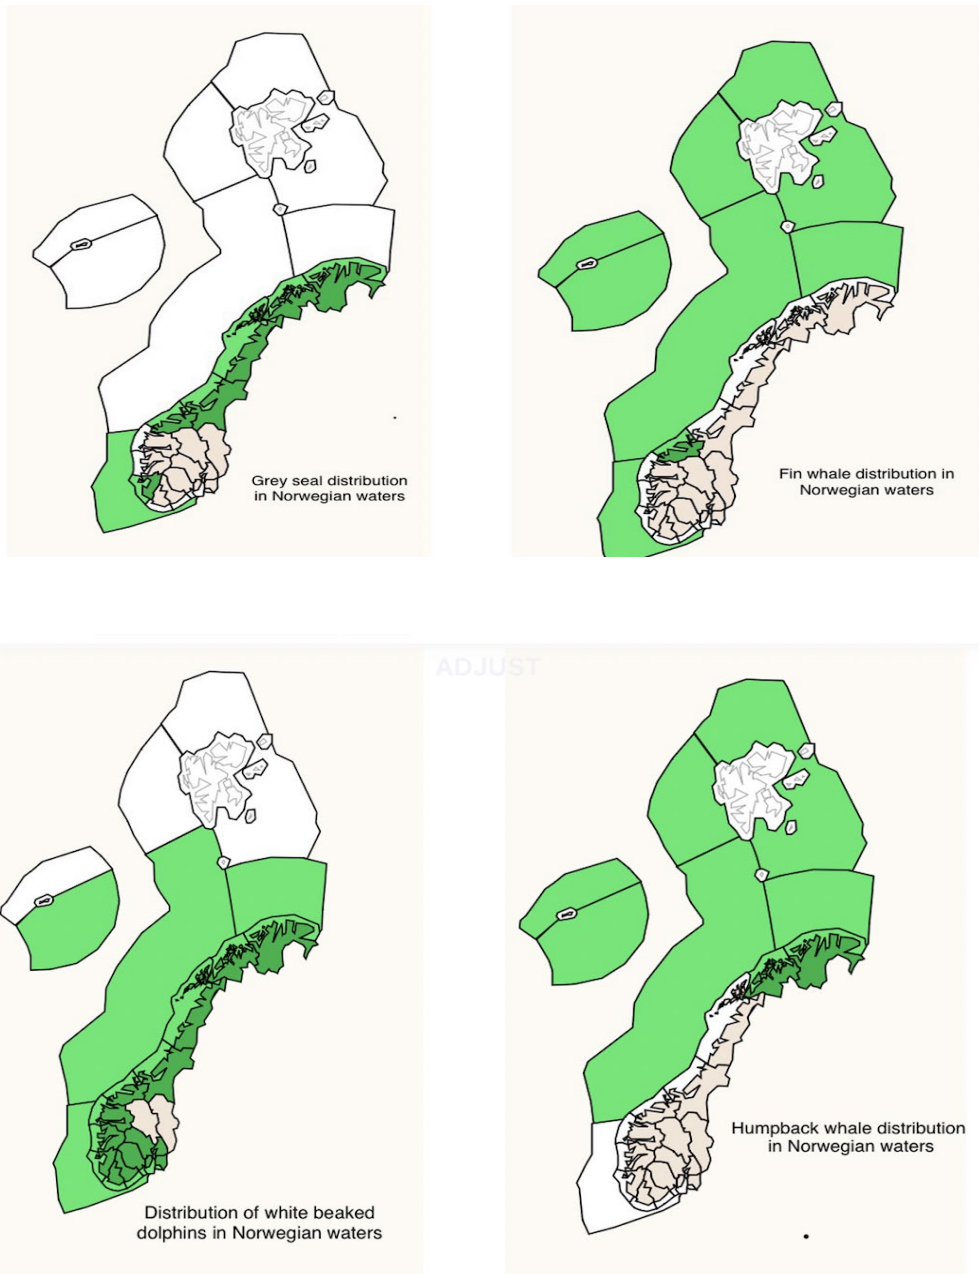 Grey seal distribution
in Norwegian waters
Fin whale distribution in
Norwegian waters
ADJUST
Distribution of white beaked
dolphins in Norwegian waters
Humpback whale distribution
in Norwegian waters